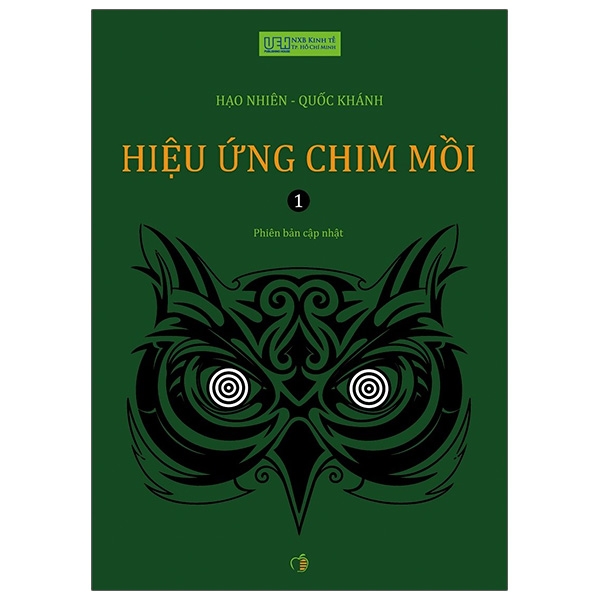 UEH NXB KINH TẾ
TP. HỒ CHÍ MINH
HẠO NHIÊN - QUỐC KHÁNH
HIỆU ỨNG CHIM MỒI
1
Phiên bản cập nhật